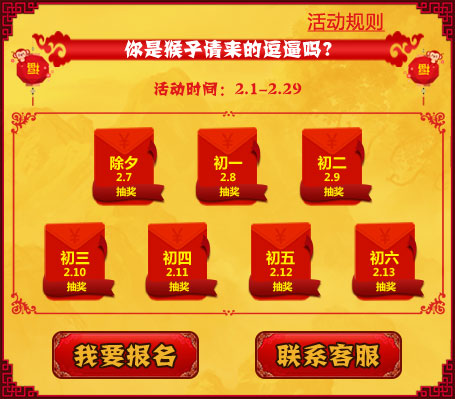 活动规则
你是猴子请来的逗逼吗?
活动时间：2.1-2.29
除夕
2.7
抽奖
初一
2.8
抽奖
初二
2.9
抽奖
初三
2.10
抽奖
初四
2.11
抽奖
初五
2.12
抽奖
初六
2.13
抽奖
我要报名
联系客服